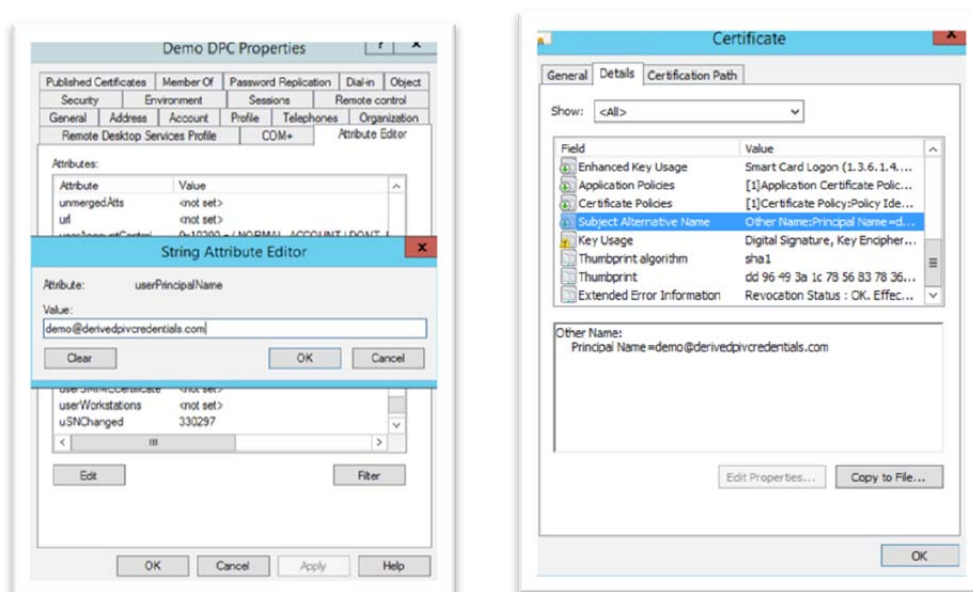 Demo DPC Properties ? x
Published Certificates Member Of Password Replication Dial-in Object
Security Environment Sessions Remote control
General Address Account Profile Telephones Organization
Remote Desktop Services Profile COM+ Attribute Editor
Attributes:
Attribute Value
unmergedAtts <not set>
url <not set>
String Attribute Editor x
Attribute: userPrincipalName
Value:
demo@derivedpivcredentials.com
Clear OK Cancel
userWorkstations <not set>
uSNChanged 330297
Edit Filter
OK Cancel Apply Help
Certificate x
General Details Certification Path
Show: <All>
Field Value
Enhanced Key Usage Smart Card Logon (1.3.6.1.4....
Application Policies [1]Application Certificate Polic...
Certificate Policies [1]Certificate Policy:Policy Ide...
Subject Alternative Name Other Name:Principal Name=d...
Key Usage Digital Signature, Key Encipher...
Thumbprint algorithm sha1
Thumbprint dd 96 49 3a 1c 78 56 83 78 36...
Extended Error Information Revocation Status : OK. Effec...
Other Name:
Principal Name=demo@derivedpivcredentials.com
Edit Properties... Copy to File...
OK